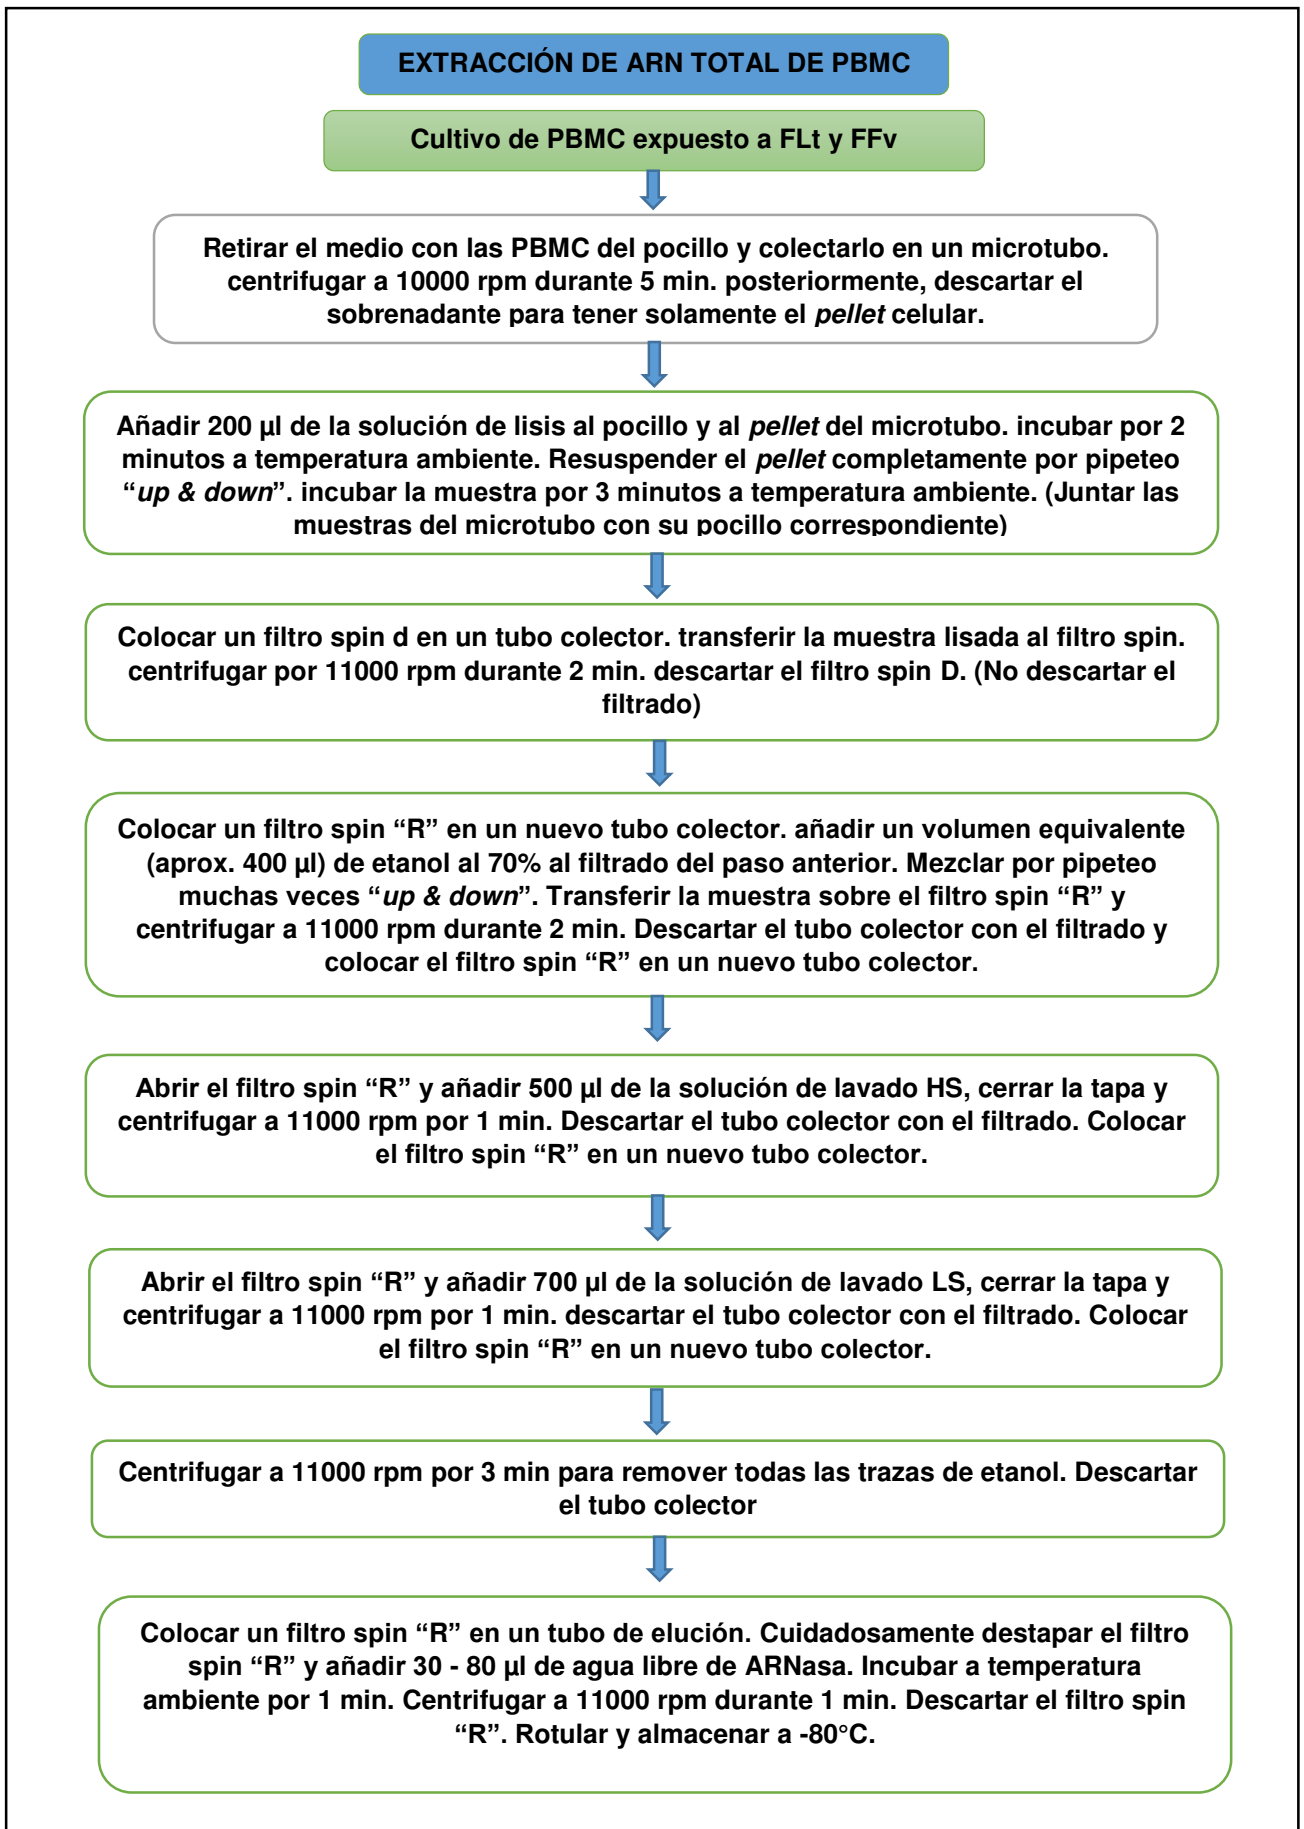 EXTRACCIÓN DE ARN TOTAL DE PBMC
Cultivo de PBMC expuesto a FLt y FFv
Retirar el medio con las PBMC del pocillo y colectarlo en un microtubo.
centrifugar a 10000 rpm durante 5 min. posteriormente, descartar el
sobrenadante para tener solamente el pellet celular.
Añadir 200 µl de la solución de lisis al pocillo y al pellet del microtubo. incubar por 2
minutos a temperatura ambiente. Resuspender el pellet completamente por pipeteo
“up & down”. incubar la muestra por 3 minutos a temperatura ambiente. (Juntar las
muestras del microtubo con su pocillo correspondiente)
Colocar un filtro spin d en un tubo colector. transferir la muestra lisada al filtro spin.
centrifugar por 11000 rpm durante 2 min. descartar el filtro spin D. (No descartar el
filtrado)
Colocar un filtro spin “R” en un nuevo tubo colector. añadir un volumen equivalente
(aprox. 400 µl) de etanol al 70% al filtrado del paso anterior. Mezclar por pipeteo
muchas veces “up & down”. Transferir la muestra sobre el filtro spin “R” y
centrifugar a 11000 rpm durante 2 min. Descartar el tubo colector con el filtrado y
colocar el filtro spin “R” en un nuevo tubo colector.
Abrir el filtro spin “R” y añadir 500 µl de la solución de lavado HS, cerrar la tapa y
centrifugar a 11000 rpm por 1 min. Descartar el tubo colector con el filtrado. Colocar
el filtro spin “R” en un nuevo tubo colector.
Abrir el filtro spin “R” y añadir 700 µl de la solución de lavado LS, cerrar la tapa y
centrifugar a 11000 rpm por 1 min. descartar el tubo colector con el filtrado. Colocar
el filtro spin “R” en un nuevo tubo colector.
Centrifugar a 11000 rpm por 3 min para remover todas las trazas de etanol. Descartar
el tubo colector
Colocar un filtro spin “R” en un tubo de elución. Cuidadosamente destapar el filtro
spin “R” y añadir 30 - 80 µl de agua libre de ARNasa. Incubar a temperatura
ambiente por 1 min. Centrifugar a 11000 rpm durante 1 min. Descartar el filtro spin
“R”. Rotular y almacenar a -80°C.